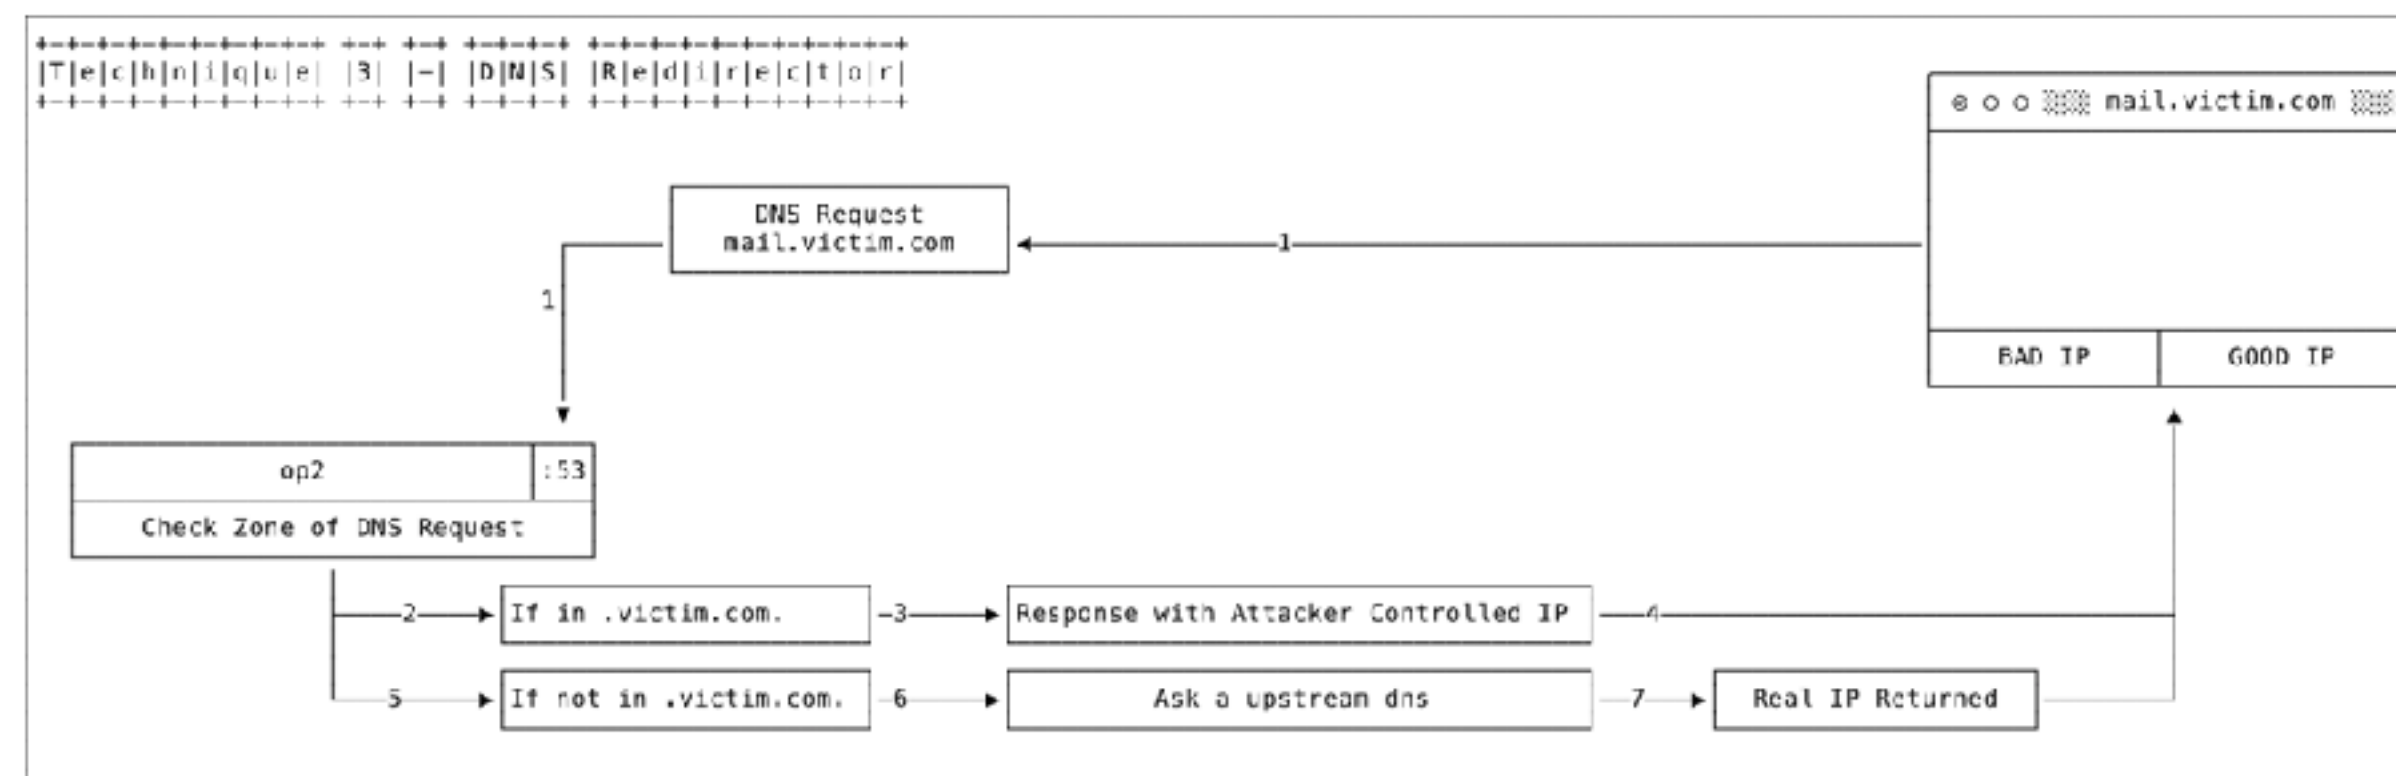 +-+-+-+-+-+-+-+-+-+ +-+ +-+ +-+-+-+ +-+-+-+-+-+-+-+-+-+-+
|T|e|c|h|n|i|q|u|e| |3| |-| |D|N|S| |R|e|d|i|r|e|c|t|o|r|
+-+-+-+-+-+-+-+-+-+ +-+ +-+ +-+-+-+ +-+-+-+-+-+-+-+-+-+-+
mail.victim.com
DNS Request
mail.victim.com
1
1
BAD IP
GOOD IP
op2
:53
Check Zone of DNS Request
2
If in .victim.com.
3
Response with Attacker Controlled IP
4
5
If not in .victim.com.
6
Ask a upstream dns
7
Real IP Returned